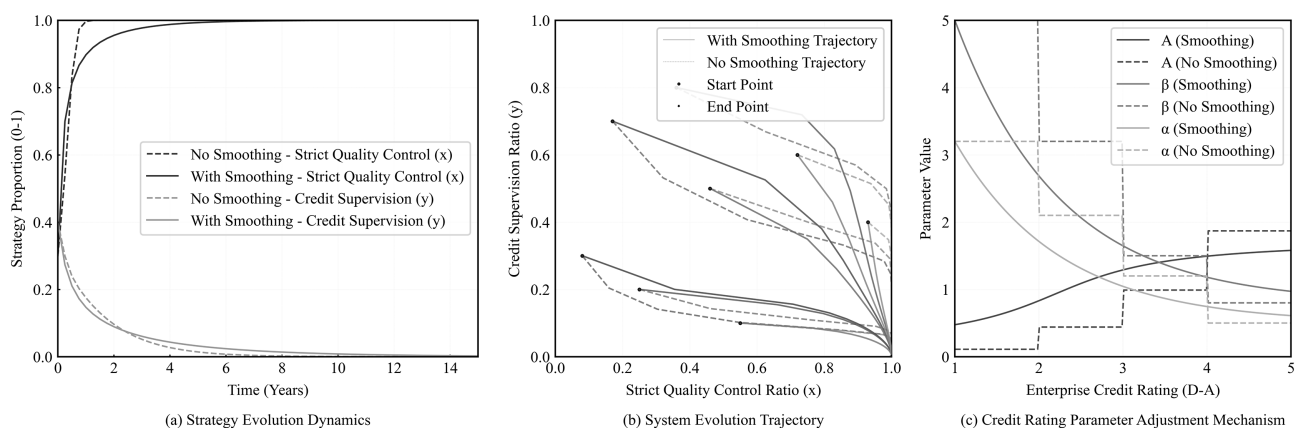 1.0
0.8
0.6
0.4
0.2
0.0
Strategy Proportion (0-1)
No Smoothing - Strict Quality Control (x)
With Smoothing - Strict Quality Control (x)
No Smoothing - Credit Supervision (y)
With Smoothing - Credit Supervision (y)
0 2 4 6 8 10 12 14
Time (Years)
(a) Strategy Evolution Dynamics
1.0
0.8
0.6
0.4
0.2
0.0
Credit Supervision Ratio (y)
With Smoothing Trajectory
No Smoothing Trajectory
Start Point
End Point
0.0 0.2 0.4 0.6 0.8 1.0
Strict Quality Control Ratio (x)
(b) System Evolution Trajectory
5
4
3
2
1
0
Parameter Value
A (Smoothing)
A (No Smoothing)
β (Smoothing)
β (No Smoothing)
α (Smoothing)
α (No Smoothing)
1 2 3 4 5
Enterprise Credit Rating (D-A)
(c) Credit Rating Parameter Adjustment Mechanism